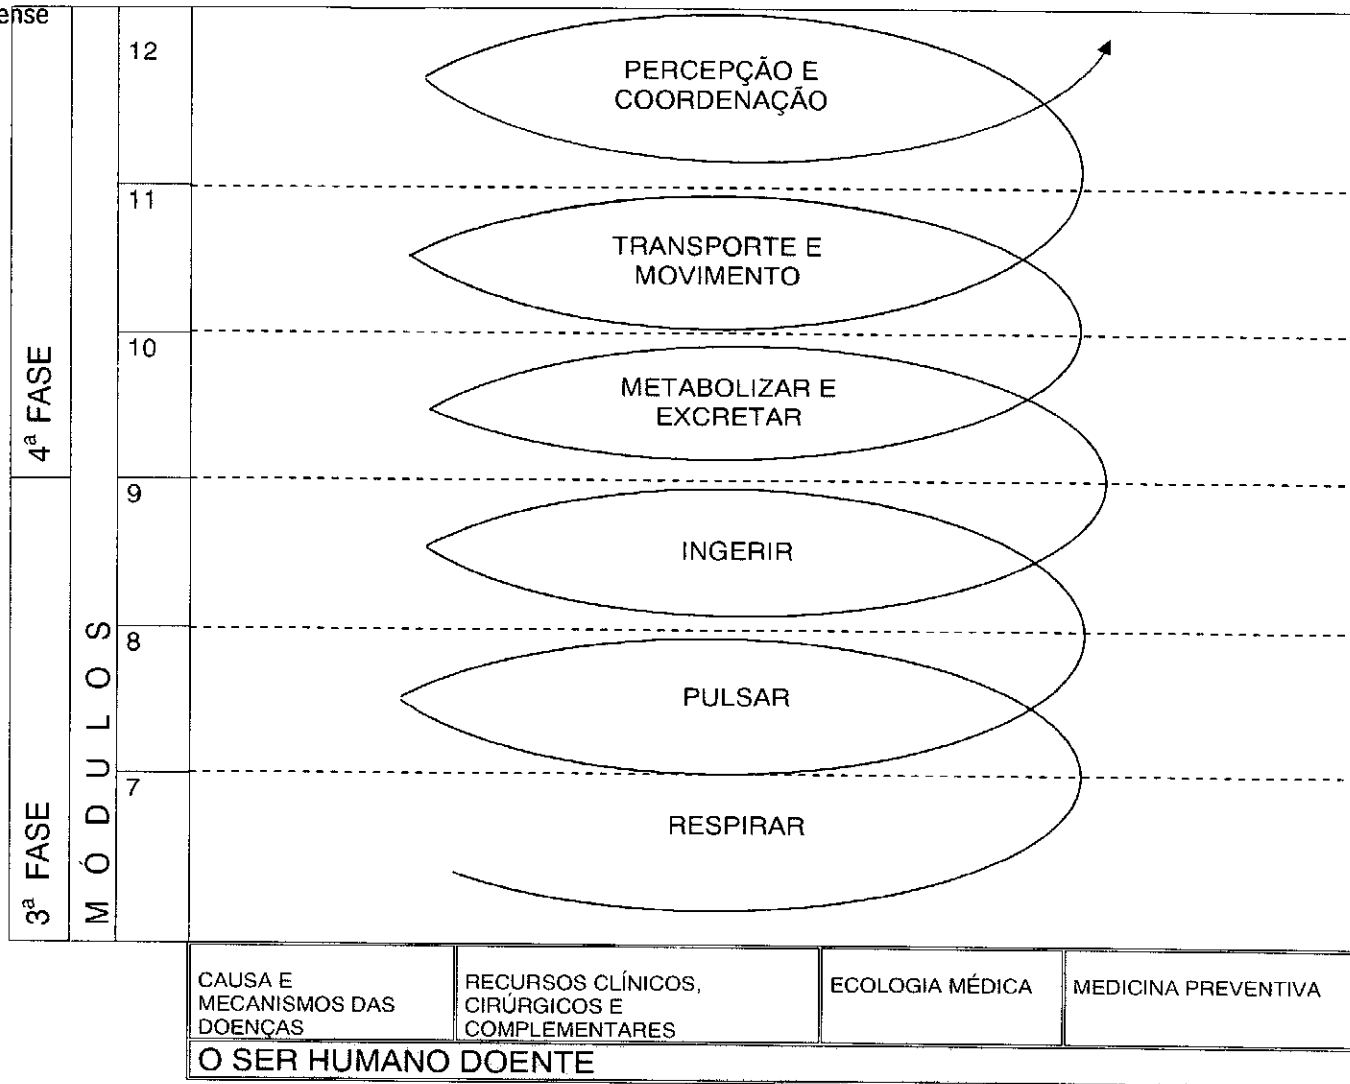 ense
12
PERCEPÇÃO E
COORDENAÇÃO
11
TRANSPORTE E
MOVIMENTO
10
METABOLIZAR E
EXCRETAR
4ª FASE
9
INGERIR
8
PULSAR
7
RESPIRAR
3ª FASE
MÓDULOS
CAUSA E
MECANISMOS DAS
DOENÇAS
RECURSOS CLÍNICOS,
CIRÚRGICOS E
COMPLEMENTARES
ECOLOGIA MÉDICA
MEDICINA PREVENTIVA
O SER HUMANO DOENTE